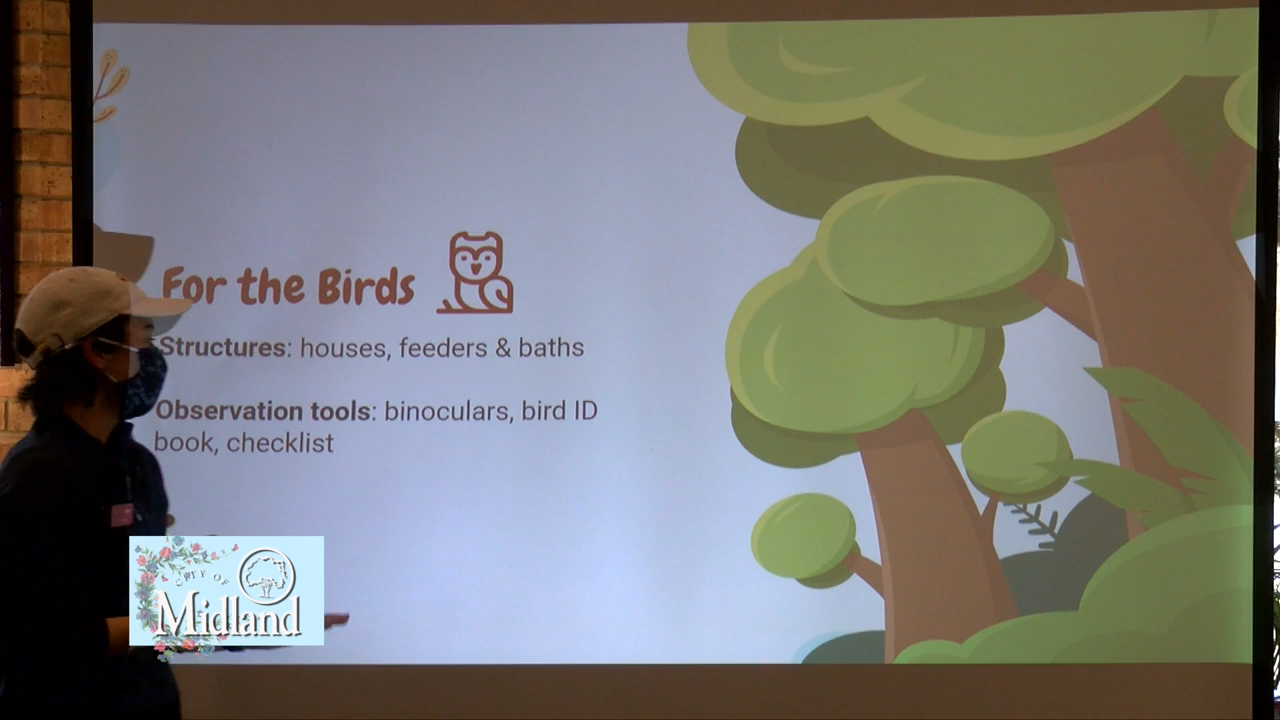 For the Birds
Structures: houses, feeders & baths
Observation tools: binoculars, bird ID
book, checklist
CITY OF
Midland